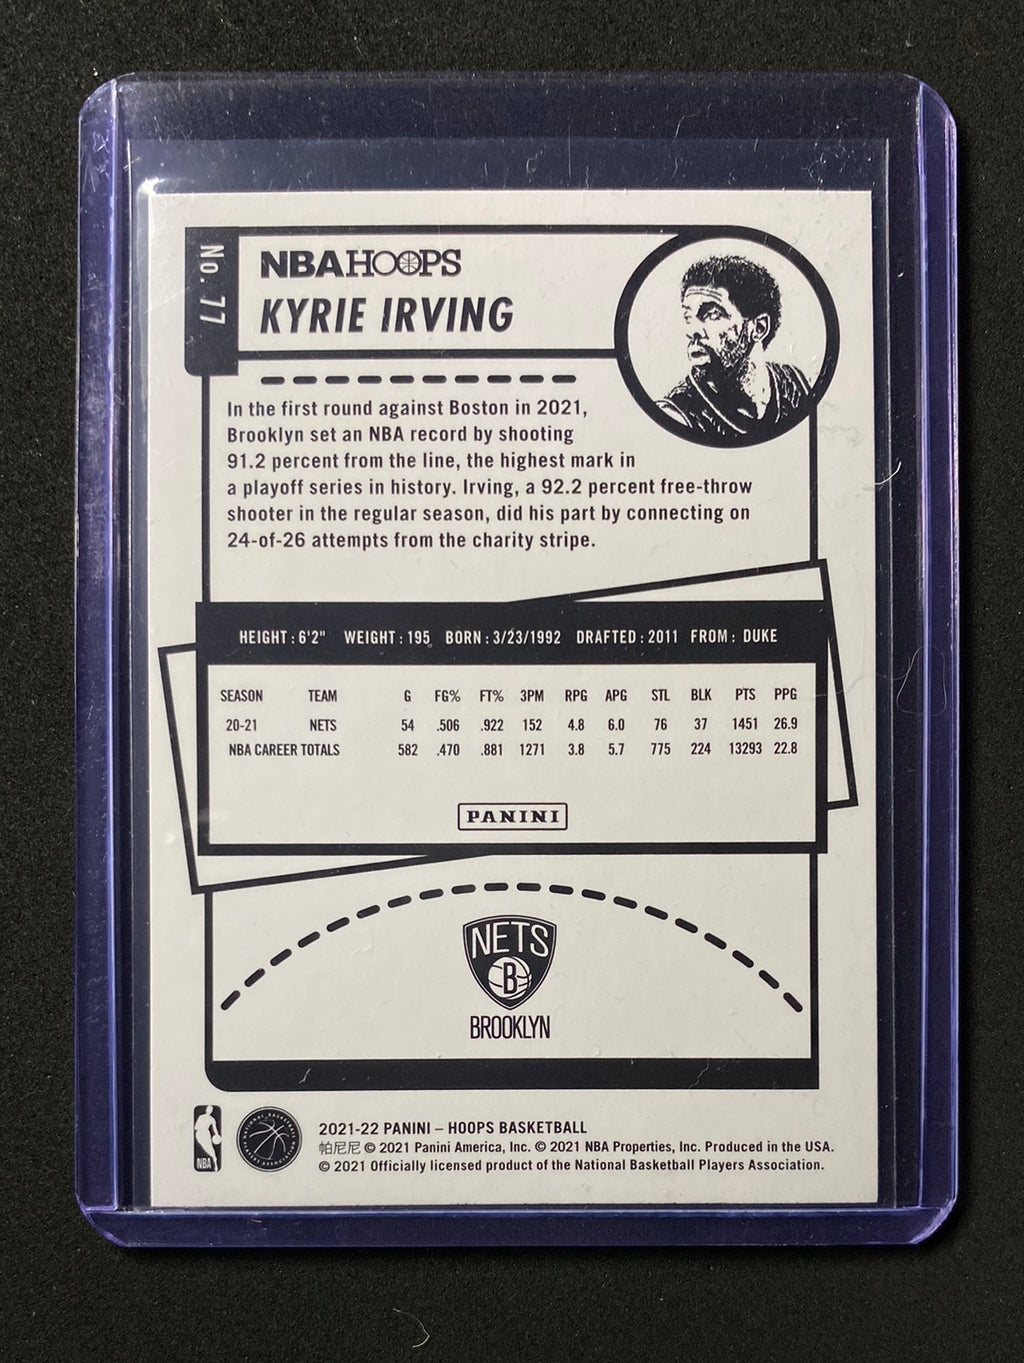 No. 77
NBA HOOPS
KYRIE IRVING
In the first round against Boston in 2021,
Brooklyn set an NBA record by shooting
91.2 percent from the line, the highest mark in
a playoff series in history. Irving, a 92.2 percent free-throw
shooter in the regular season, did his part by connecting on
24-of-26 attempts from the charity stripe.
HEIGHT : 6'2" WEIGHT : 195 BORN : 3/23/1992 DRAFTED : 2011 FROM : DUKE
SEASON TEAM G FG% FT% 3PM RPG APG STL BLK PTS PPG
20-21 NETS 54 .506 .922 152 4.8 6.0 76 37 1451 26.9
NBA CAREER TOTALS 582 .470 .881 1271 3.8 5.7 775 224 13293 22.8
PANINI
NETS
B
BROOKLYN
2021-22 PANINI – HOOPS BASKETBALL
帕尼尼 © 2021 Panini America, Inc. © 2021 NBA Properties, Inc. Produced in the USA.
© 2021 Officially licensed product of the National Basketball Players Association.
NBA
NATIONAL BASKETBALL
PLAYERS ASSOCIATION